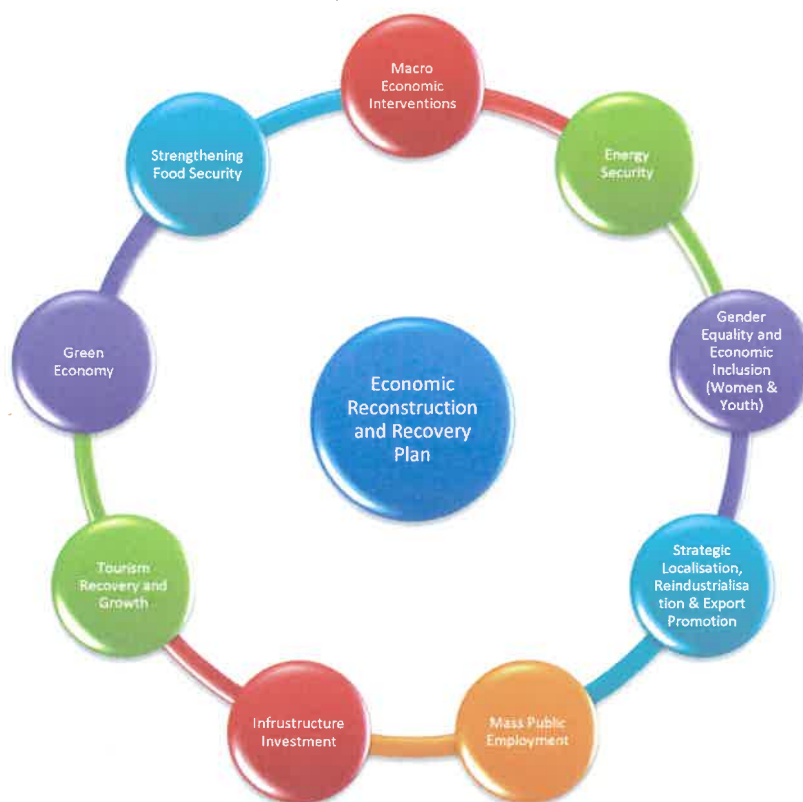 Macro
Economic
Interventions
Energy
Security
Gender
Equality and
Economic
Inclusion
(Women &
Youth)
Strategic
Localisation,
Reindustrialisa
tion & Export
Promotion
Mass Public
Employment
Infrustructure
Investment
Tourism
Recovery and
Growth
Green
Economy
Strengthening
Food Security
Economic
Reconstruction
and Recovery
Plan